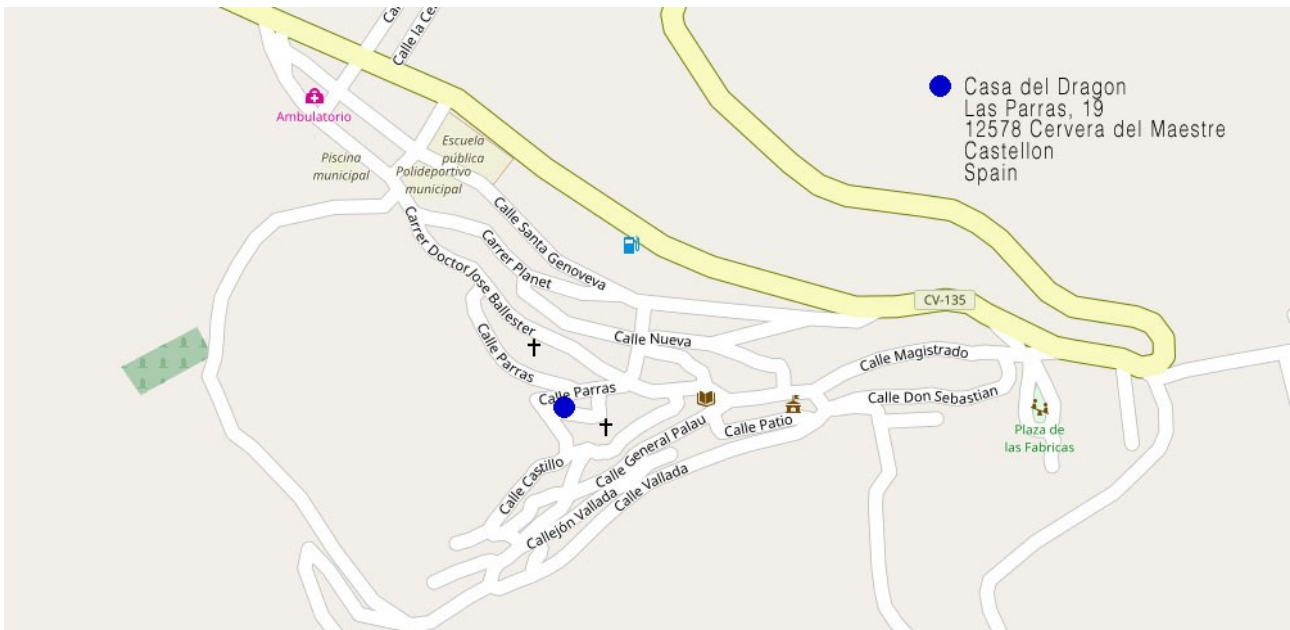 Calle la Ce
Ca
Ambulatorio
Escuela
pública
Piscina
municipal
Polideportivo
municipal
Casa del Dragon
Las Parras, 19
12578 Cervera del Maestre
Castellon
Spain
Calle Santa Genoveva
Carrer Doctor Jose Ballester
Carrer Planet
CV-135
Calle Parras
Calle Nueva
Calle Magistrado
Calle Parras
Calle Don Sebastian
Calle Patio
Plaza de
las Fabricas
Calle General Palau
Calle Castillo
Calle Vallada
Callejón Vallada